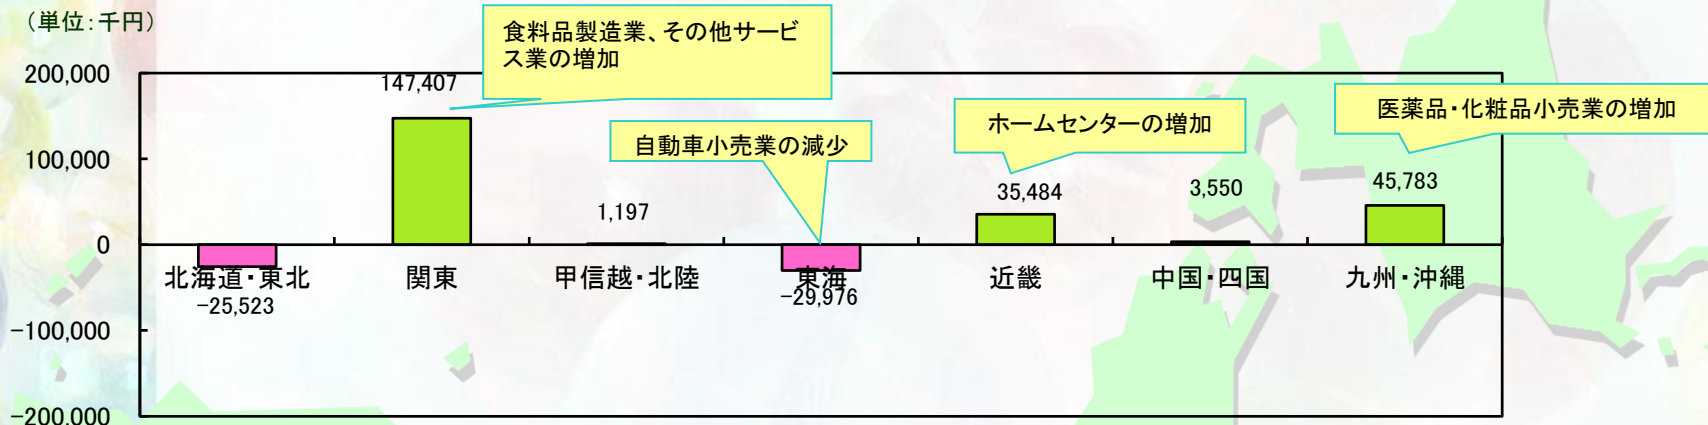 （単位：千円）
食料品製造業、その他サービ
ス業の増加
200,000
147,407
医薬品・化粧品小売業の増加
ホームセンターの増加
自動車小売業の減少
100,000
1,197
35,484
3,550
45,783
0
北海道・東北
関東
甲信越・北陸
東海
近畿
中国・四国
九州・沖縄
-25,523
-29,976
-100,000
-200,000